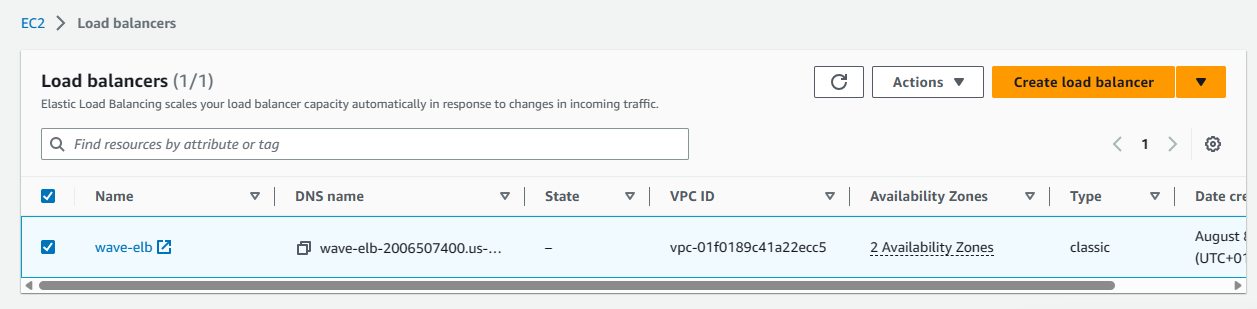 EC2 > Load balancers
Load balancers (1/1)
Elastic Load Balancing scales your load balancer capacity automatically in response to changes in incoming traffic.
Actions
Create load balancer
Find resources by attribute or tag
1
Name DNS name State VPC ID Availability Zones Type Date cre
wave-elb wave-elb-2006507400.us-... – vpc-01f0189c41a22ecc5 2 Availability Zones classic August 8
(UTC+01